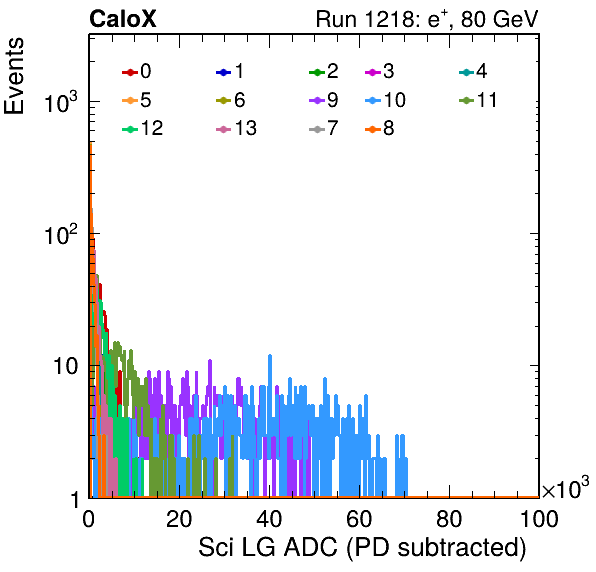 CaloX Run 1218: e⁺, 80 GeV
Events
0 1 2 3 4
5 6 9 10 11
12 13 7 8
10³
10²
10
1
0 20 40 60 80 100
×10³
Sci LG ADC (PD subtracted)